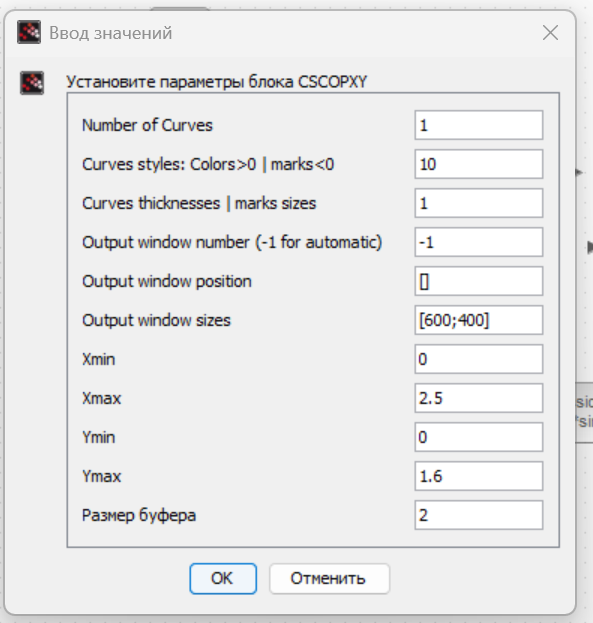 Ввод значений
Установите параметры блока CSCOPXY
Number of Curves 1
Curves styles: Colors>0 | marks<0 10
Curves thicknesses | marks sizes 1
Output window number (-1 for automatic) -1
Output window position []
Output window sizes [600;400]
Xmin 0
Xmax 2.5
Ymin 0
Ymax 1.6
Размер буфера 2
OK Отменить